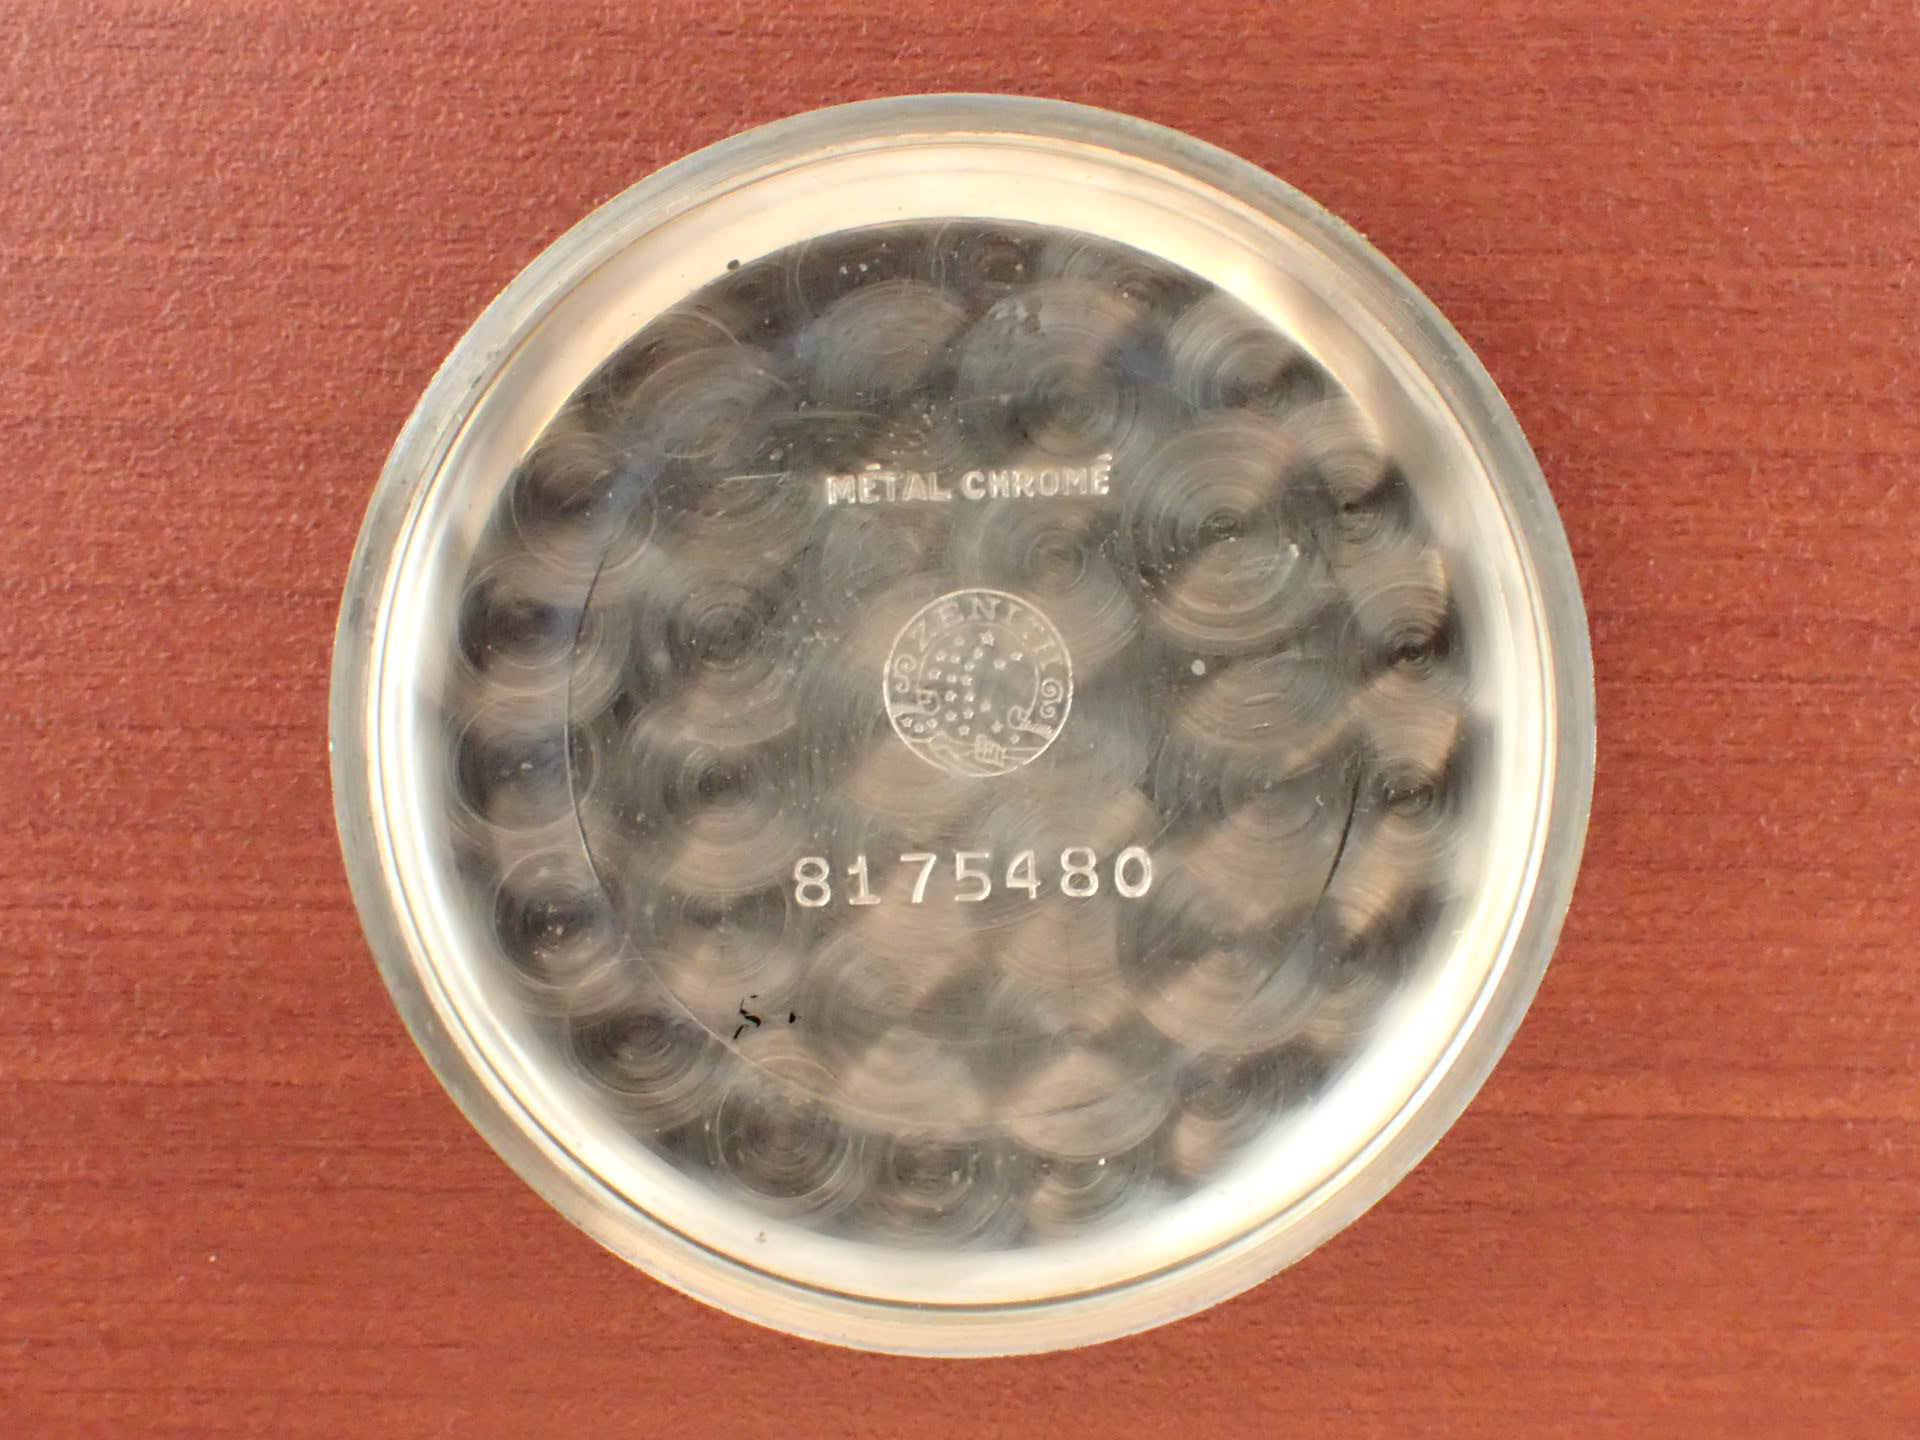 MÉTAL CHROMÉ
ZENITH
8175480